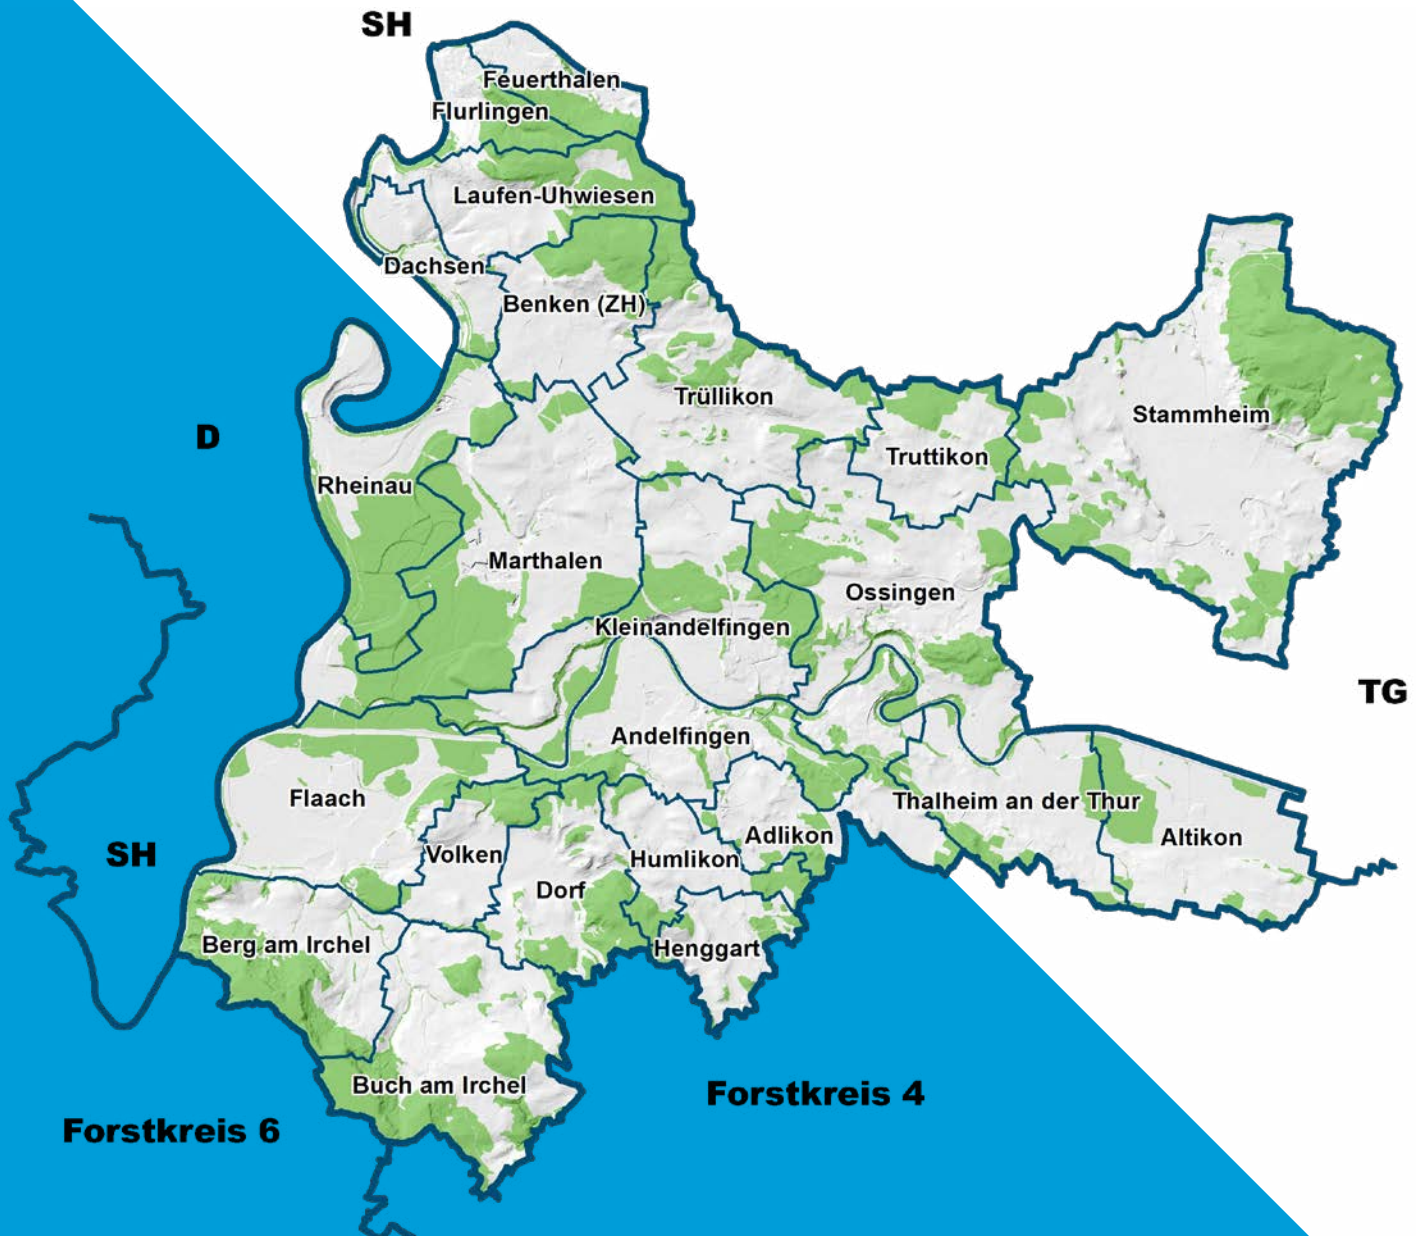 SH
Feuerthalen
Flurlingen
Laufen-Uhwiesen
Dachsen
Benken (ZH)
Trüllikon
Stammheim
D
Truttikon
Rheinau
Marthalen
Ossingen
Kleinandelfingen
TG
Andelfingen
Flaach
Thalheim an der Thur
Adlikon
Altikon
SH
Volken
Humlikon
Dorf
Berg am Irchel
Henggart
Buch am Irchel
Forstkreis 4
Forstkreis 6